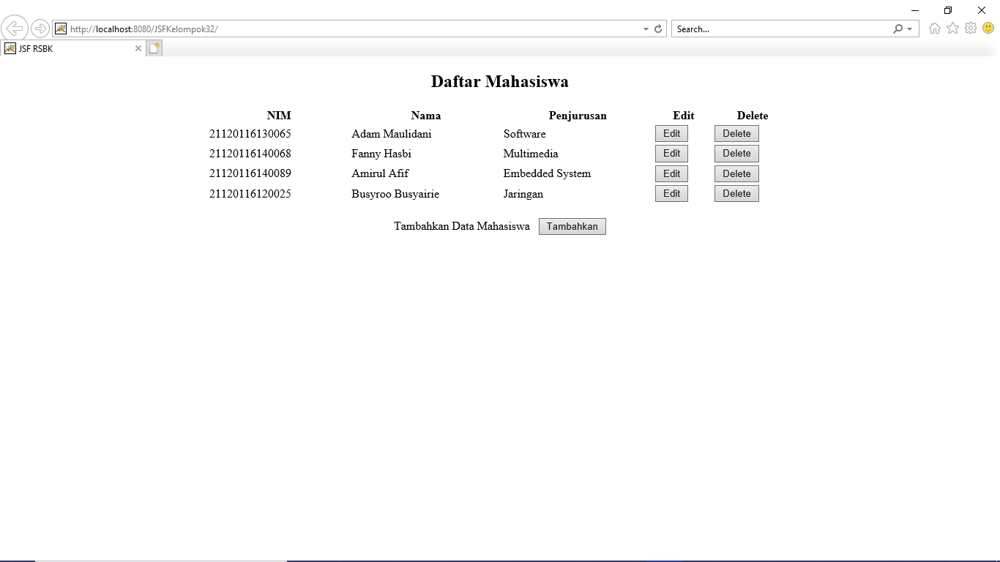 http://localhost:8080/JSFKelompok32/
Search...
JSF RSBK
Daftar Mahasiswa
NIM Nama Penjurusan Edit Delete
21120116130065 Adam Maulidani Software Edit Delete
21120116140068 Fanny Hasbi Multimedia Edit Delete
21120116140089 Amirul Afif Embedded System Edit Delete
21120116120025 Busyroo Busyairie Jaringan Edit Delete
Tambahkan Data Mahasiswa Tambahkan